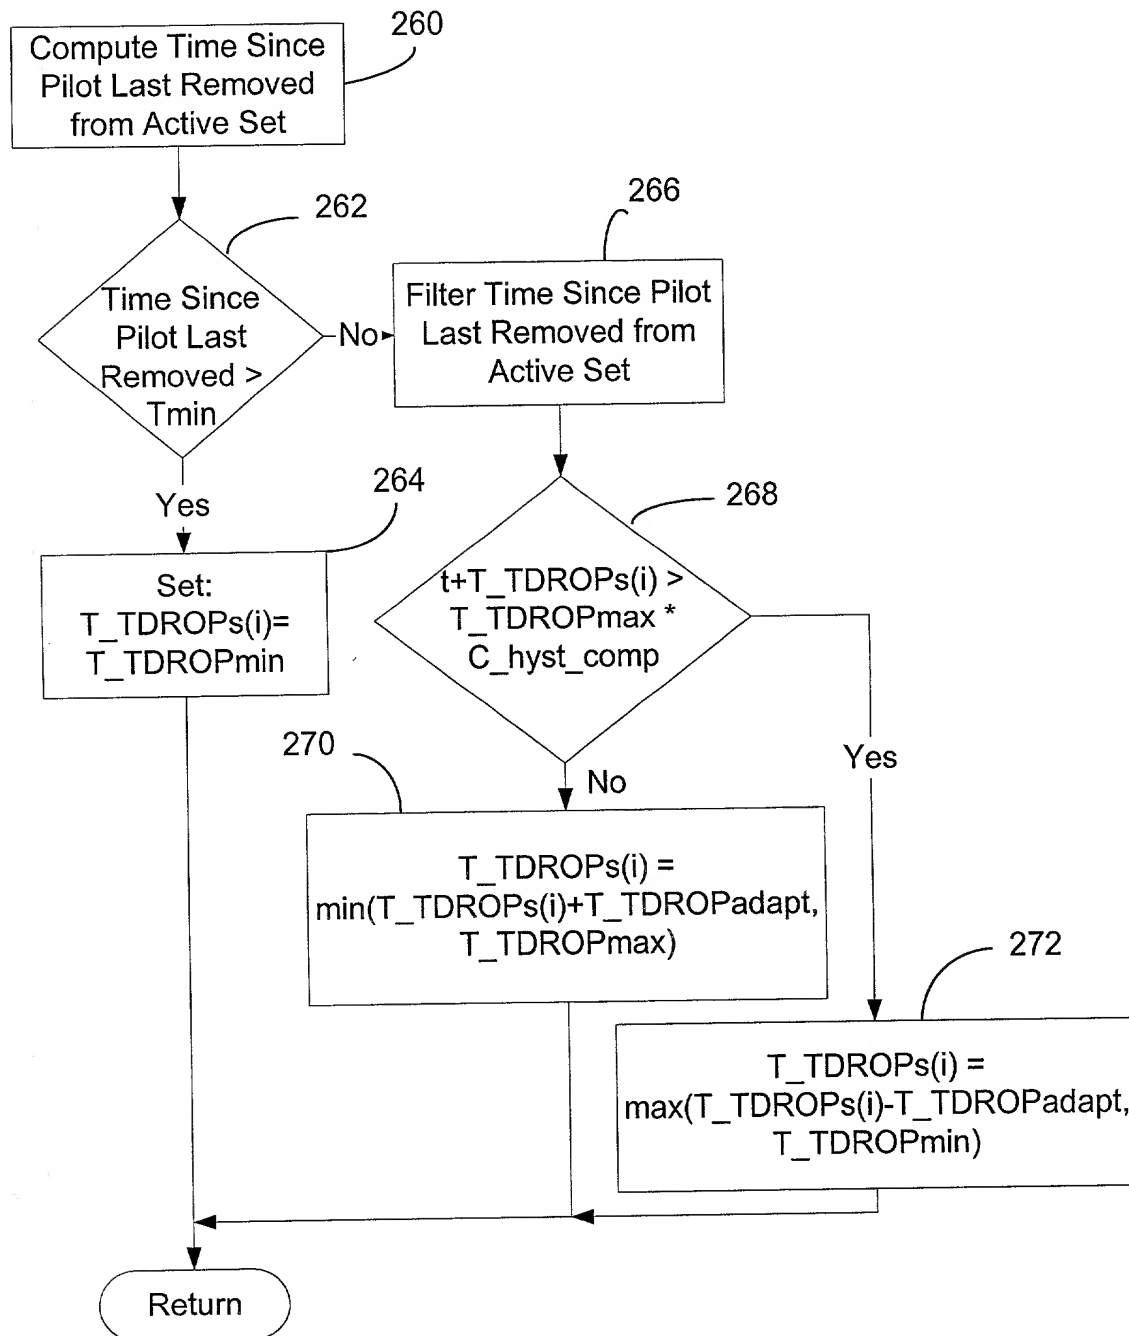 260
Compute Time Since
Pilot Last Removed
from Active Set
262
Time Since
Pilot Last
Removed >
Tmin
No
266
Filter Time Since Pilot
Last Removed from
Active Set
Yes
264
Set:
T_TDROPs(i)=
T_TDROPmin
268
t+T_TDROPs(i) >
T_TDROPmax *
C_hyst_comp
Yes
No
270
T_TDROPs(i) =
min(T_TDROPs(i)+T_TDROPadapt,
T_TDROPmax)
272
T_TDROPs(i) =
max(T_TDROPs(i)-T_TDROPadapt,
T_TDROPmin)
Return